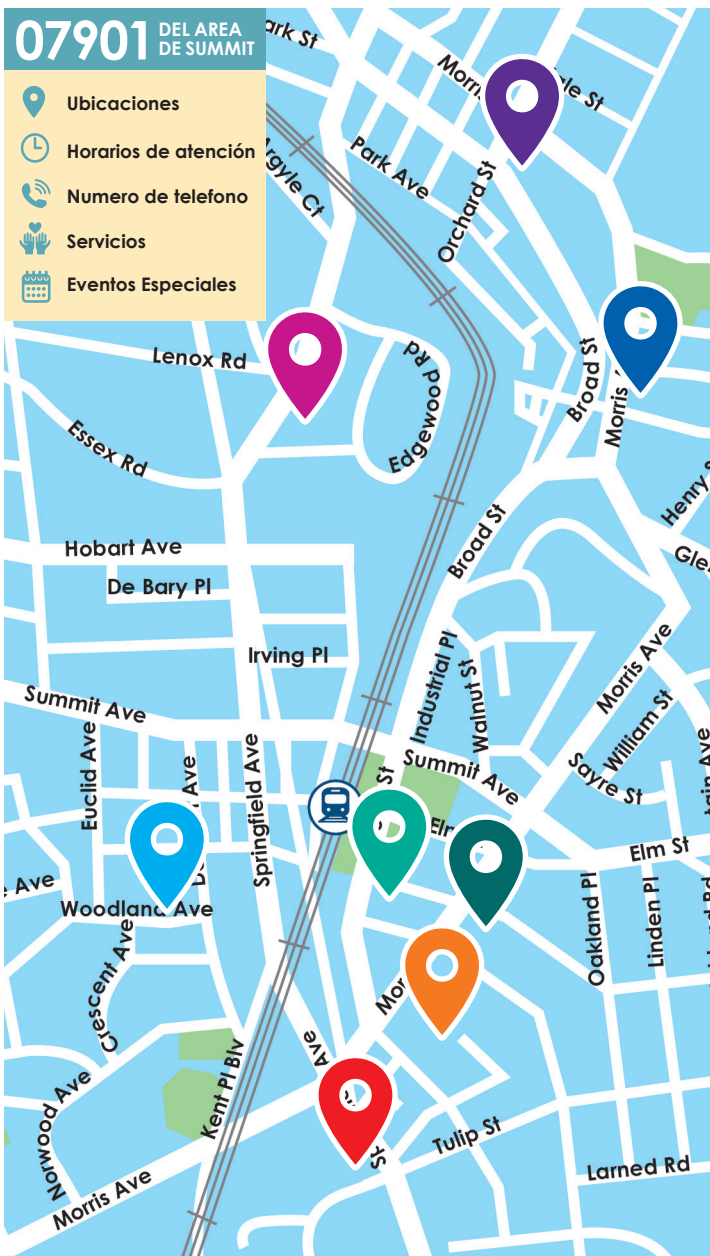 07901 DEL AREA
DE SUMMIT
Ubicaciones
Horarios de atención
Numero de telefono
Servicios
Eventos Especiales
Park Ave
Orchard St
Lenox Rd
Edgewood Rd
Essex Rd
Broad St
Hobart Ave
De Bary Pl
Broad St
Irving Pl
Industrial Pl
Walnut St
Morris Ave
William St
Summit Ave
Euclid Ave
Springfield Ave
Summit Ave
Sayre St
Elm St
Woodland Ave
Crescent Ave
Oakland Pl
Linden Pl
Ave
Kent Pl Blv
Norwood Ave
Morris Ave
Tulip St
Larned Rd